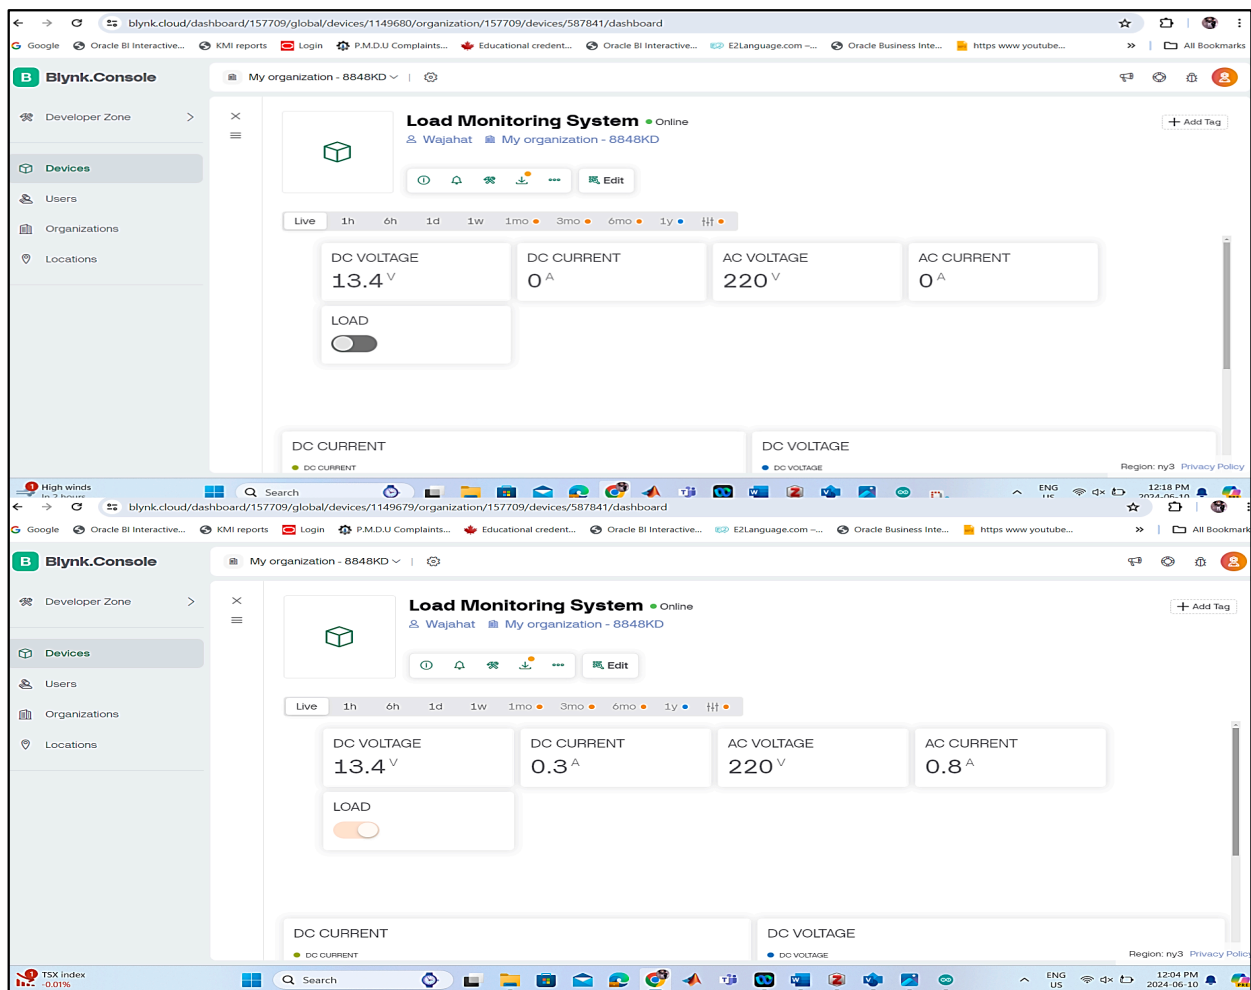 blynk.cloud/dashboard/157709/global/devices/1149680/organization/157709/devices/587841/dashboard
Google Oracle BI Interactive... KMI reports Login P.M.D.U Complaints... Educational credent... Oracle BI Interactive... E2Language.com –... Oracle Business Inte... https www youtube... » All Bookmarks
B Blynk.Console
My organization - 8848KD
Developer Zone
Devices
Users
Organizations
Locations
Load Monitoring System Online
Wajahat My organization - 8848KD
+ Add Tag
Edit
Live 1h 6h 1d 1w 1mo 3mo 6mo 1y
DC VOLTAGE
13.4 V
DC CURRENT
0 A
AC VOLTAGE
220 V
AC CURRENT
0 A
LOAD
DC CURRENT
DC CURRENT
DC VOLTAGE
DC VOLTAGE
Region: ny3 Privacy Policy
1 High winds
In 2 hours
Search
ENG
US
12:18 PM
2024-06-10
blynk.cloud/dashboard/157709/global/devices/1149679/organization/157709/devices/587841/dashboard
Google Oracle BI Interactive... KMI reports Login P.M.D.U Complaints... Educational credent... Oracle BI Interactive... E2Language.com –... Oracle Business Inte... https www youtube... » All Bookmark
B Blynk.Console
My organization - 8848KD
Developer Zone
Devices
Users
Organizations
Locations
Load Monitoring System Online
Wajahat My organization - 8848KD
+ Add Tag
Edit
Live 1h 6h 1d 1w 1mo 3mo 6mo 1y
DC VOLTAGE
13.4 V
DC CURRENT
0.3 A
AC VOLTAGE
220 V
AC CURRENT
0.8 A
LOAD
DC CURRENT
DC CURRENT
DC VOLTAGE
DC VOLTAGE
Region: ny3 Privacy Polic
1 TSX index
-0.01%
Search
ENG
US
12:04 PM
2024-06-10